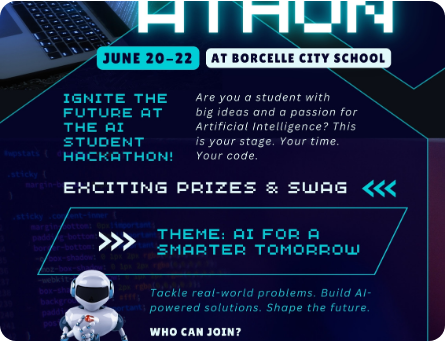 ATHON
JUNE 20-22 AT BORCELLE CITY SCHOOL
IGNITE THE
FUTURE AT
THE AI
STUDENT
HACKATHON!
Are you a student with
big ideas and a passion for
Artificial Intelligence? This
is your stage. Your time.
Your code.
EXCITING PRIZES & SWAG
THEME: AI FOR A
SMARTER TOMORROW
Tackle real-world problems. Build AI-
powered solutions. Shape the future.
WHO CAN JOIN?